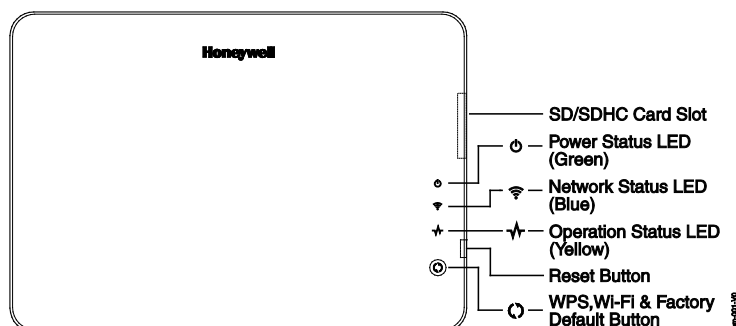 Honeywell
SD/SDHC Card Slot
Power Status LED
(Green)
Network Status LED
(Blue)
Operation Status LED
(Yellow)
Reset Button
WPS,Wi-Fi & Factory
Default Button